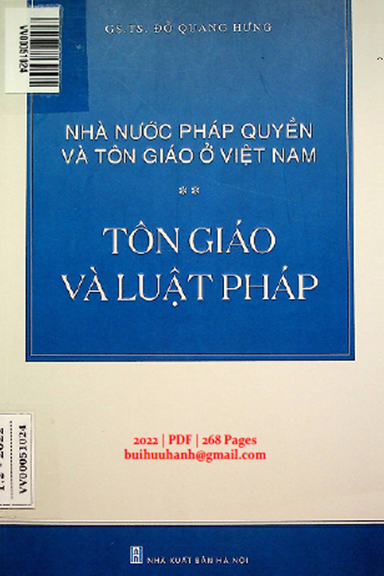 VV00051024
GS.TS. ĐỖ QUANG HƯNG
NHÀ NƯỚC PHÁP QUYỀN
VÀ TÔN GIÁO Ở VIỆT NAM
* *
TÔN GIÁO
VÀ LUẬT PHÁP
2022 | PDF | 268 Pages
buihuuhanh@gmail.com
VV00051024
NHÀ XUẤT BẢN HÀ NỘI